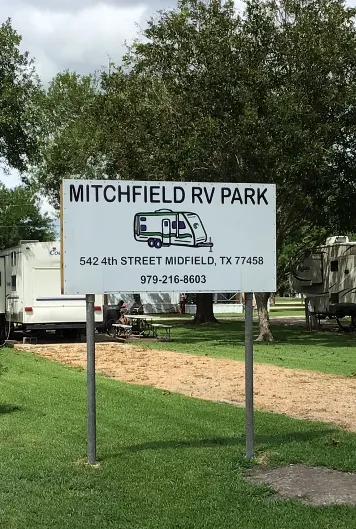 MITCHFIELD RV PARK
542 4th STREET MIDFIELD, TX 77458
979-216-8603